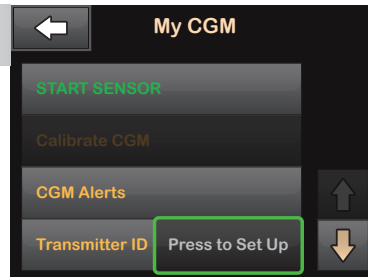 My CGM
START SENSOR
Calibrate CGM
CGM Alerts
Transmitter ID Press to Set Up